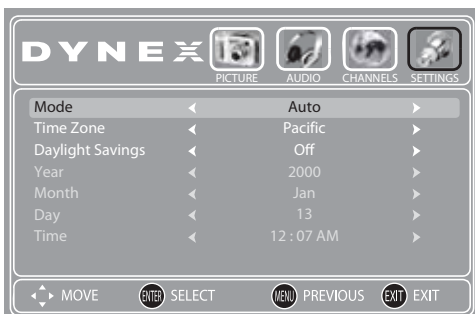 DYNEX
PICTURE AUDIO CHANNELS SETTINGS
Mode Auto
Time Zone Pacific
Daylight Savings Off
Year 2000
Month Jan
Day 13
Time 12 : 07 AM
MOVE ENTER SELECT MENU PREVIOUS EXIT EXIT